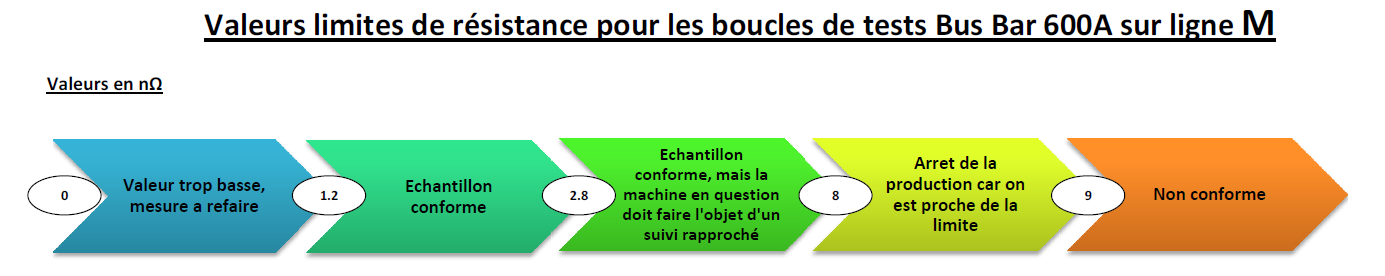 Valeurs limites de résistance pour les boucles de tests Bus Bar 600A sur ligne M
Valeurs en nΩ
0
Valeur trop basse,
mesure a refaire
1.2
Echantillon
conforme
2.8
Echantillon
conforme, mais la
machine en question
doit faire l'objet d'un
suivi rapproché
8
Arret de la
production car on
est proche de la
limite
9
Non conforme